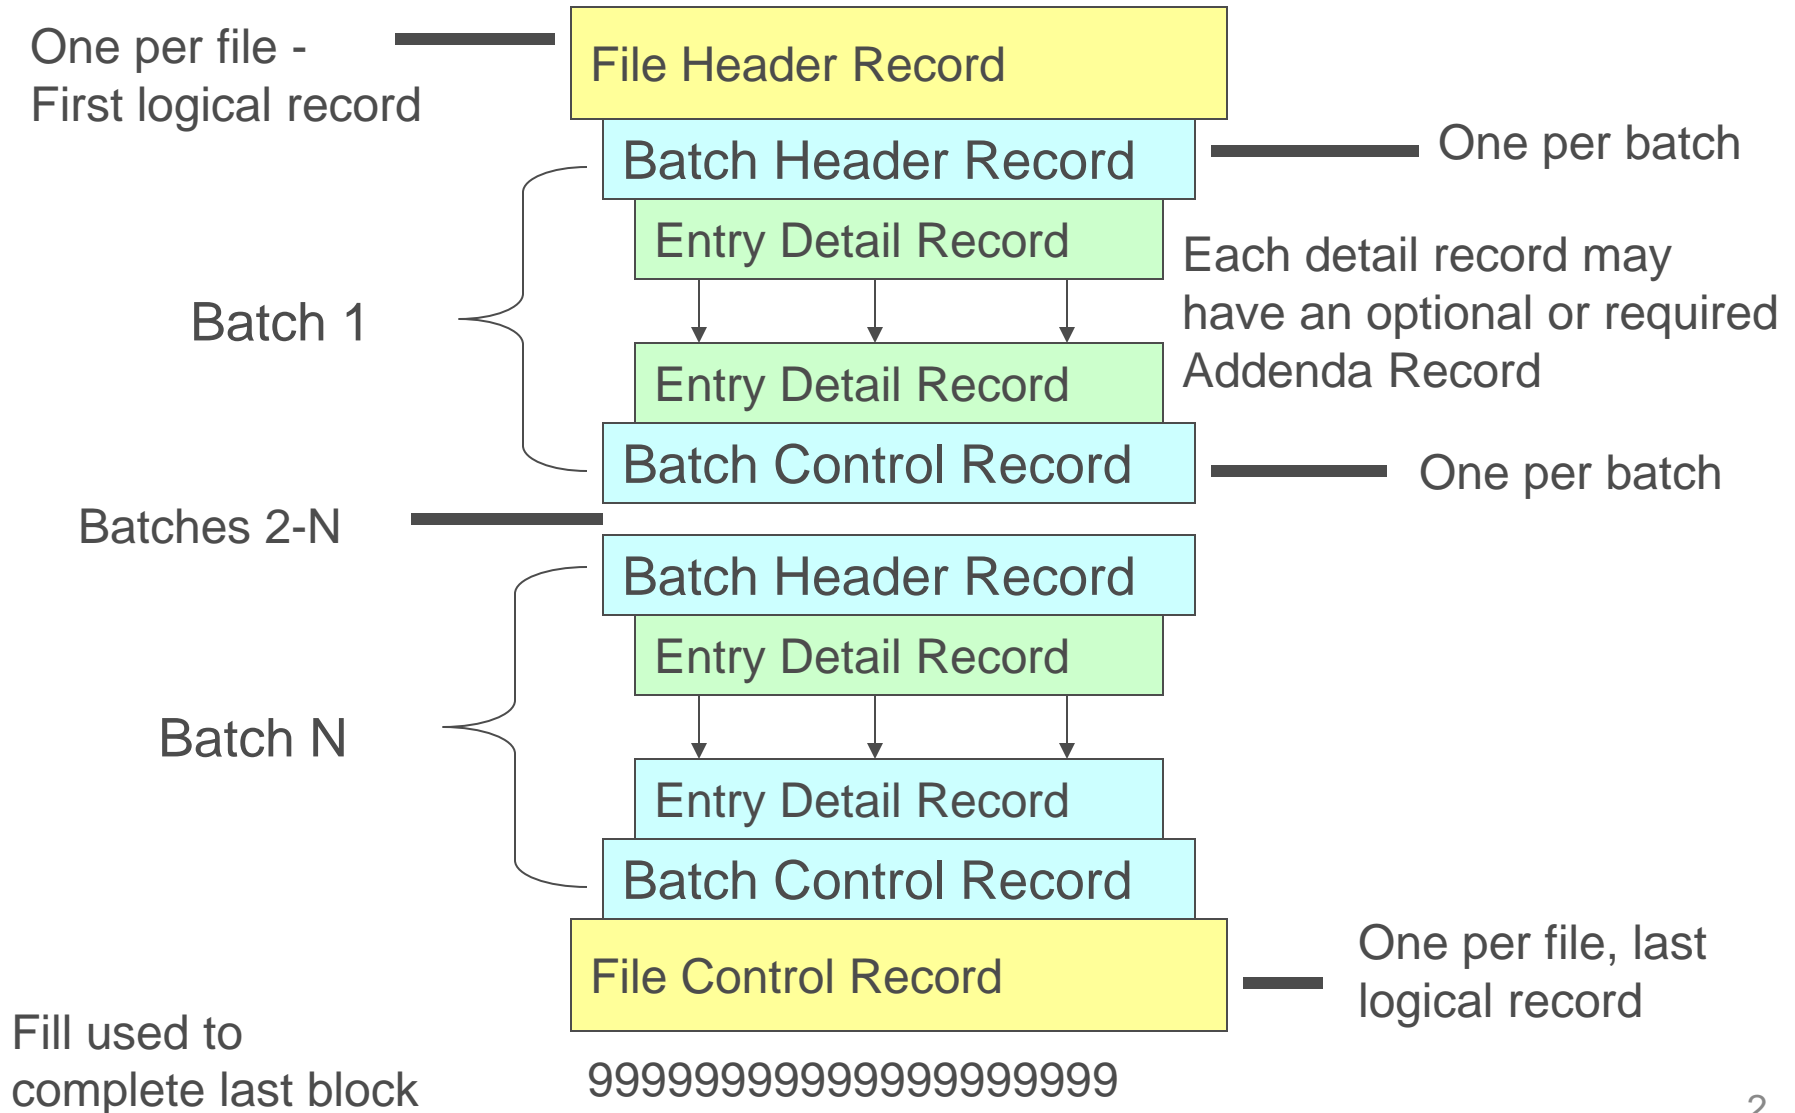 One per file -
First logical record
File Header Record
Batch Header Record
One per batch
Entry Detail Record
Each detail record may
have an optional or required
Addenda Record
Batch 1
Entry Detail Record
Batch Control Record
One per batch
Batches 2-N
Batch Header Record
Entry Detail Record
Batch N
Entry Detail Record
Batch Control Record
File Control Record
One per file, last
logical record
Fill used to
complete last block
99999999999999999999
2